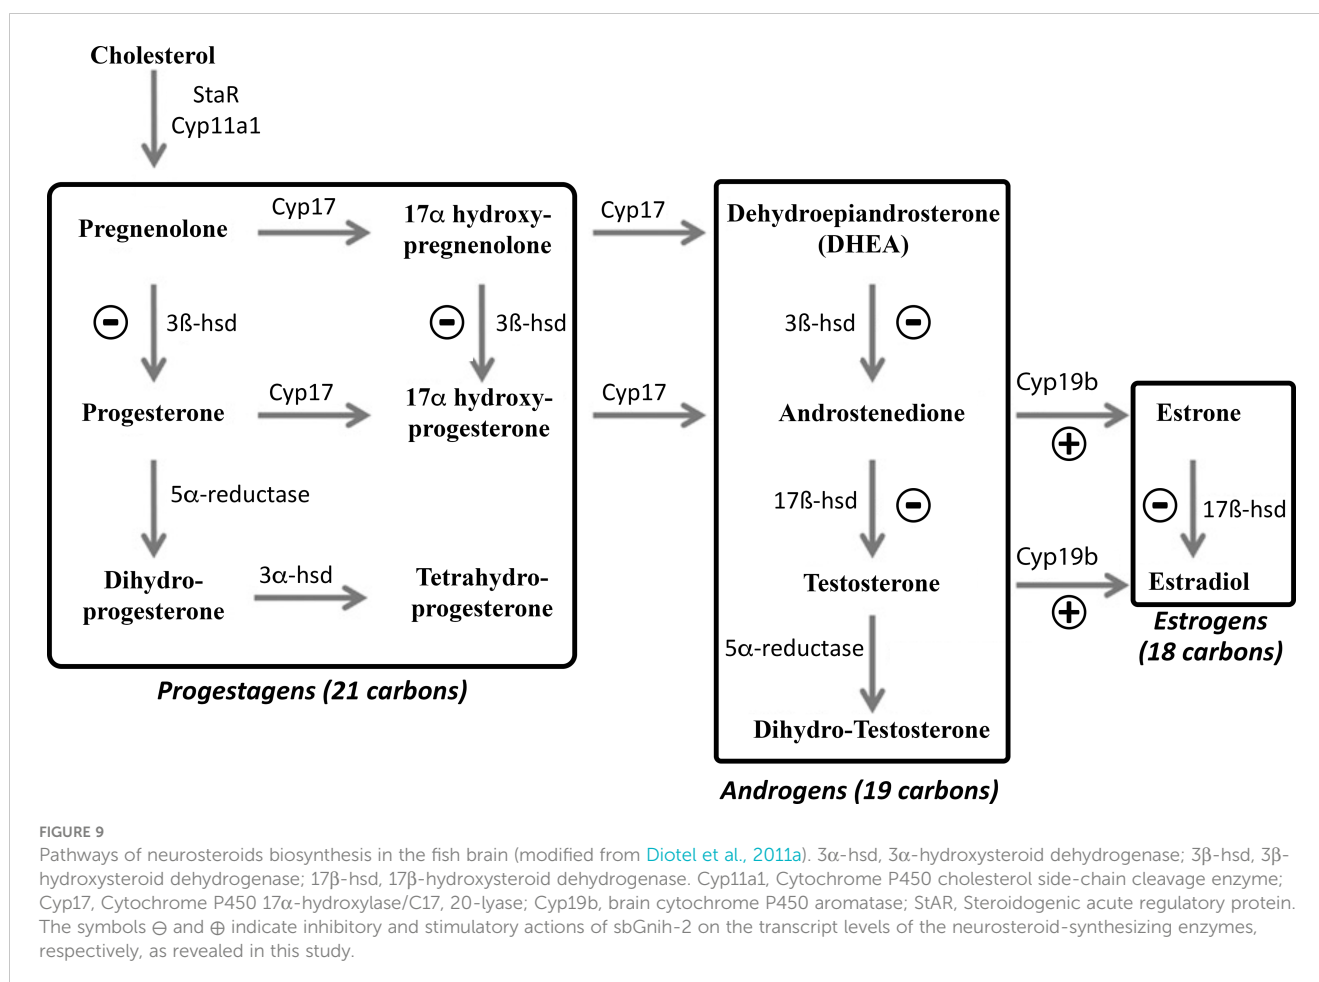 Cholesterol
StaR
Cyp11a1
Pregnenolone
Cyp17
17α hydroxy-
pregnenolone
Cyp17
Dehydroepiandrosterone
(DHEA)
-
3ß-hsd
-
3ß-hsd
3ß-hsd
-
Progesterone
Cyp17
17α hydroxy-
progesterone
Cyp17
Androstenedione
Cyp19b
+
Estrone
5α-reductase
17ß-hsd
-
-
17ß-hsd
Dihydro-
progesterone
3α-hsd
Tetrahydro-
progesterone
Testosterone
Cyp19b
+
Estradiol
Estrogens
(18 carbons)
5α-reductase
Dihydro-Testosterone
Progestagens (21 carbons)
Androgens (19 carbons)
FIGURE 9
Pathways of neurosteroids biosynthesis in the fish brain (modified from Diotel et al., 2011a). 3α-hsd, 3α-hydroxysteroid dehydrogenase; 3β-hsd, 3β-
hydroxysteroid dehydrogenase; 17β-hsd, 17β-hydroxysteroid dehydrogenase. Cyp11a1, Cytochrome P450 cholesterol side-chain cleavage enzyme;
Cyp17, Cytochrome P450 17α-hydroxylase/C17, 20-lyase; Cyp19b, brain cytochrome P450 aromatase; StAR, Steroidogenic acute regulatory protein.
The symbols ⊖ and ⊕ indicate inhibitory and stimulatory actions of sbGnih-2 on the transcript levels of the neurosteroid-synthesizing enzymes,
respectively, as revealed in this study.